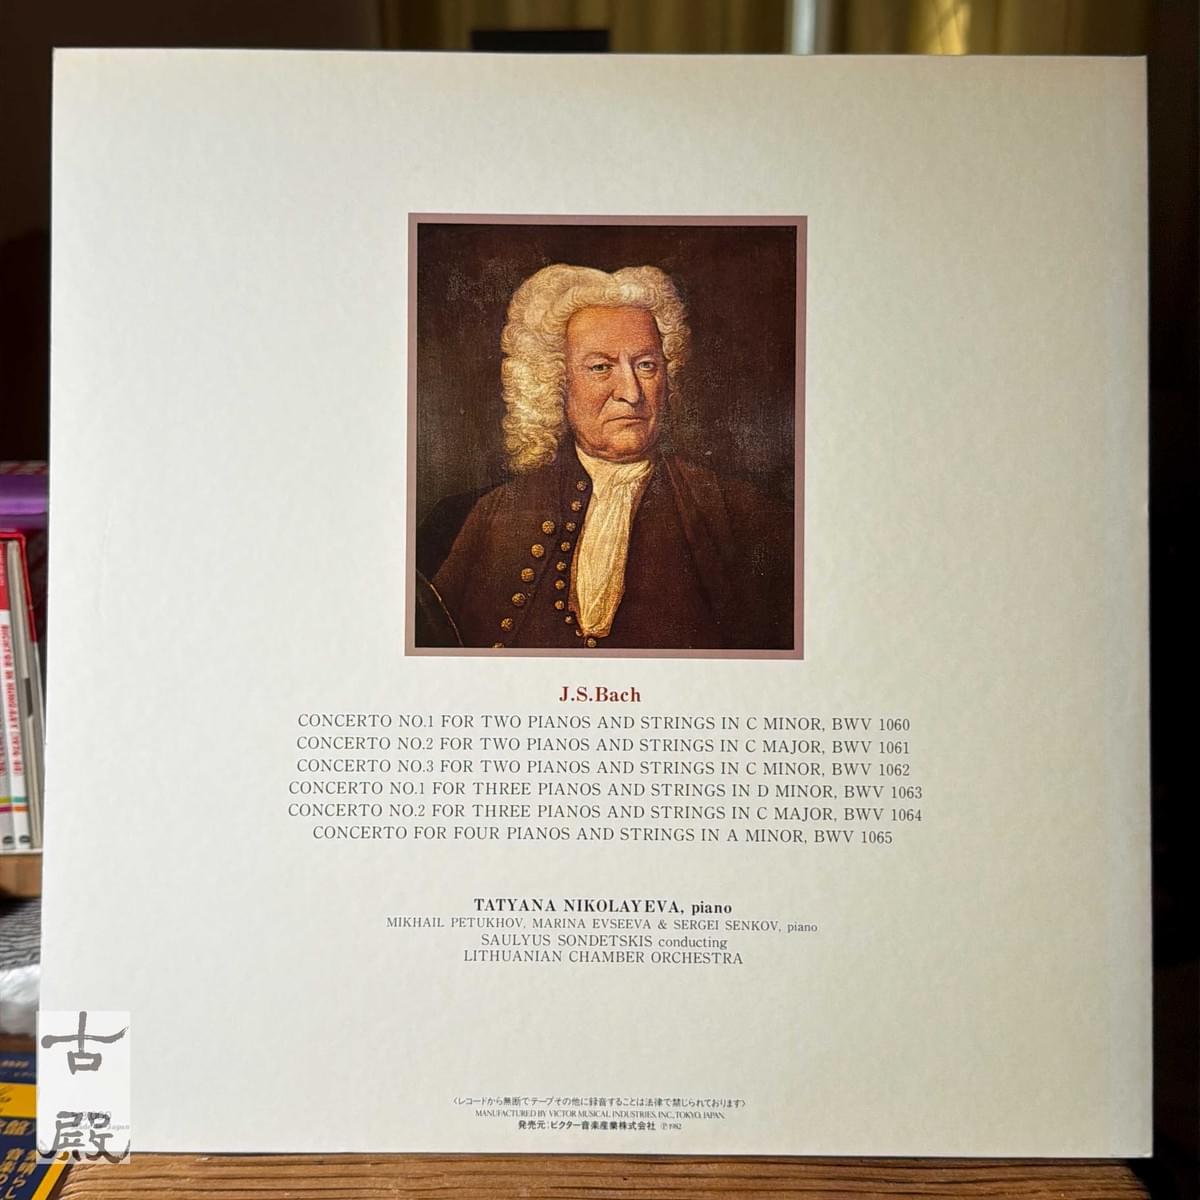 J.S.Bach
CONCERTO NO.1 FOR TWO PIANOS AND STRINGS IN C MINOR, BWV 1060
CONCERTO NO.2 FOR TWO PIANOS AND STRINGS IN C MAJOR, BWV 1061
CONCERTO NO.3 FOR TWO PIANOS AND STRINGS IN C MINOR, BWV 1062
CONCERTO NO.1 FOR THREE PIANOS AND STRINGS IN D MINOR, BWV 1063
CONCERTO NO.2 FOR THREE PIANOS AND STRINGS IN C MAJOR, BWV 1064
CONCERTO FOR FOUR PIANOS AND STRINGS IN A MINOR, BWV 1065
TATYANA NIKOLAYEVA, piano
MIKHAIL PETUKHOV, MARINA EVSEEVA & SERGEI SENKOV, piano
SAULYUS SONDETSKIS conducting
LITHUANIAN CHAMBER ORCHESTRA
〈レコードから無断でテープその他に録音することは法律で禁じられております〉
MANUFACTURED BY VICTOR MUSICAL INDUSTRIES, INC., TOKYO, JAPAN.
発売元:ビクター音楽産業株式会社 Ⓟ1982
古
殿